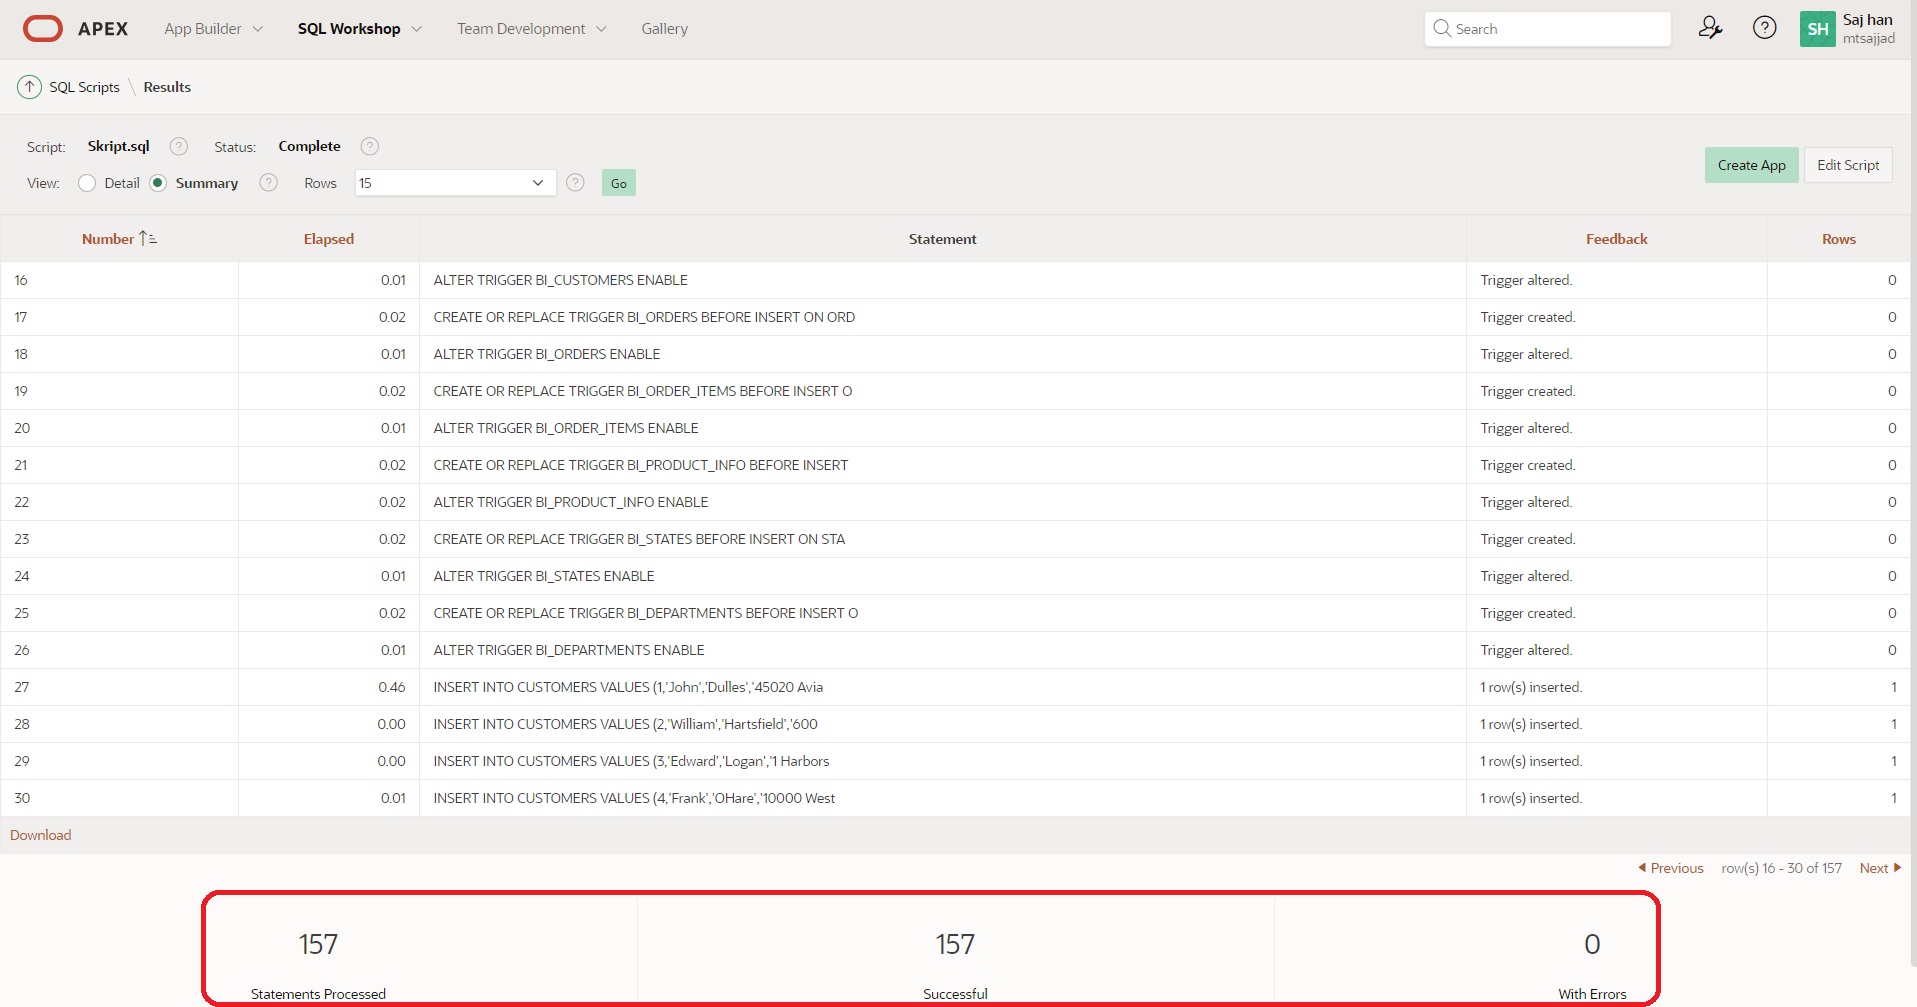 APEX App Builder SQL Workshop Team Development Gallery Search SH Saj han
mtsajjad
SQL Scripts \ Results
Script: Skript.sql ? Status: Complete ?
View: Detail Summary ? Rows 15 ? Go Create App Edit Script
Number Elapsed Statement Feedback Rows
16 0.01 ALTER TRIGGER BI_CUSTOMERS ENABLE Trigger altered. 0
17 0.02 CREATE OR REPLACE TRIGGER BI_ORDERS BEFORE INSERT ON ORD Trigger created. 0
18 0.01 ALTER TRIGGER BI_ORDERS ENABLE Trigger altered. 0
19 0.02 CREATE OR REPLACE TRIGGER BI_ORDER_ITEMS BEFORE INSERT O Trigger created. 0
20 0.01 ALTER TRIGGER BI_ORDER_ITEMS ENABLE Trigger altered. 0
21 0.02 CREATE OR REPLACE TRIGGER BI_PRODUCT_INFO BEFORE INSERT Trigger created. 0
22 0.02 ALTER TRIGGER BI_PRODUCT_INFO ENABLE Trigger altered. 0
23 0.02 CREATE OR REPLACE TRIGGER BI_STATES BEFORE INSERT ON STA Trigger created. 0
24 0.01 ALTER TRIGGER BI_STATES ENABLE Trigger altered. 0
25 0.02 CREATE OR REPLACE TRIGGER BI_DEPARTMENTS BEFORE INSERT O Trigger created. 0
26 0.01 ALTER TRIGGER BI_DEPARTMENTS ENABLE Trigger altered. 0
27 0.46 INSERT INTO CUSTOMERS VALUES (1,'John','Dulles','45020 Avia 1 row(s) inserted. 1
28 0.00 INSERT INTO CUSTOMERS VALUES (2,'William','Hartsfield','600 1 row(s) inserted. 1
29 0.00 INSERT INTO CUSTOMERS VALUES (3,'Edward','Logan','1 Harbors 1 row(s) inserted. 1
30 0.01 INSERT INTO CUSTOMERS VALUES (4,'Frank','OHare','10000 West 1 row(s) inserted. 1
Download
Previous row(s) 16 - 30 of 157 Next
157 157 0
Statements Processed Successful With Errors